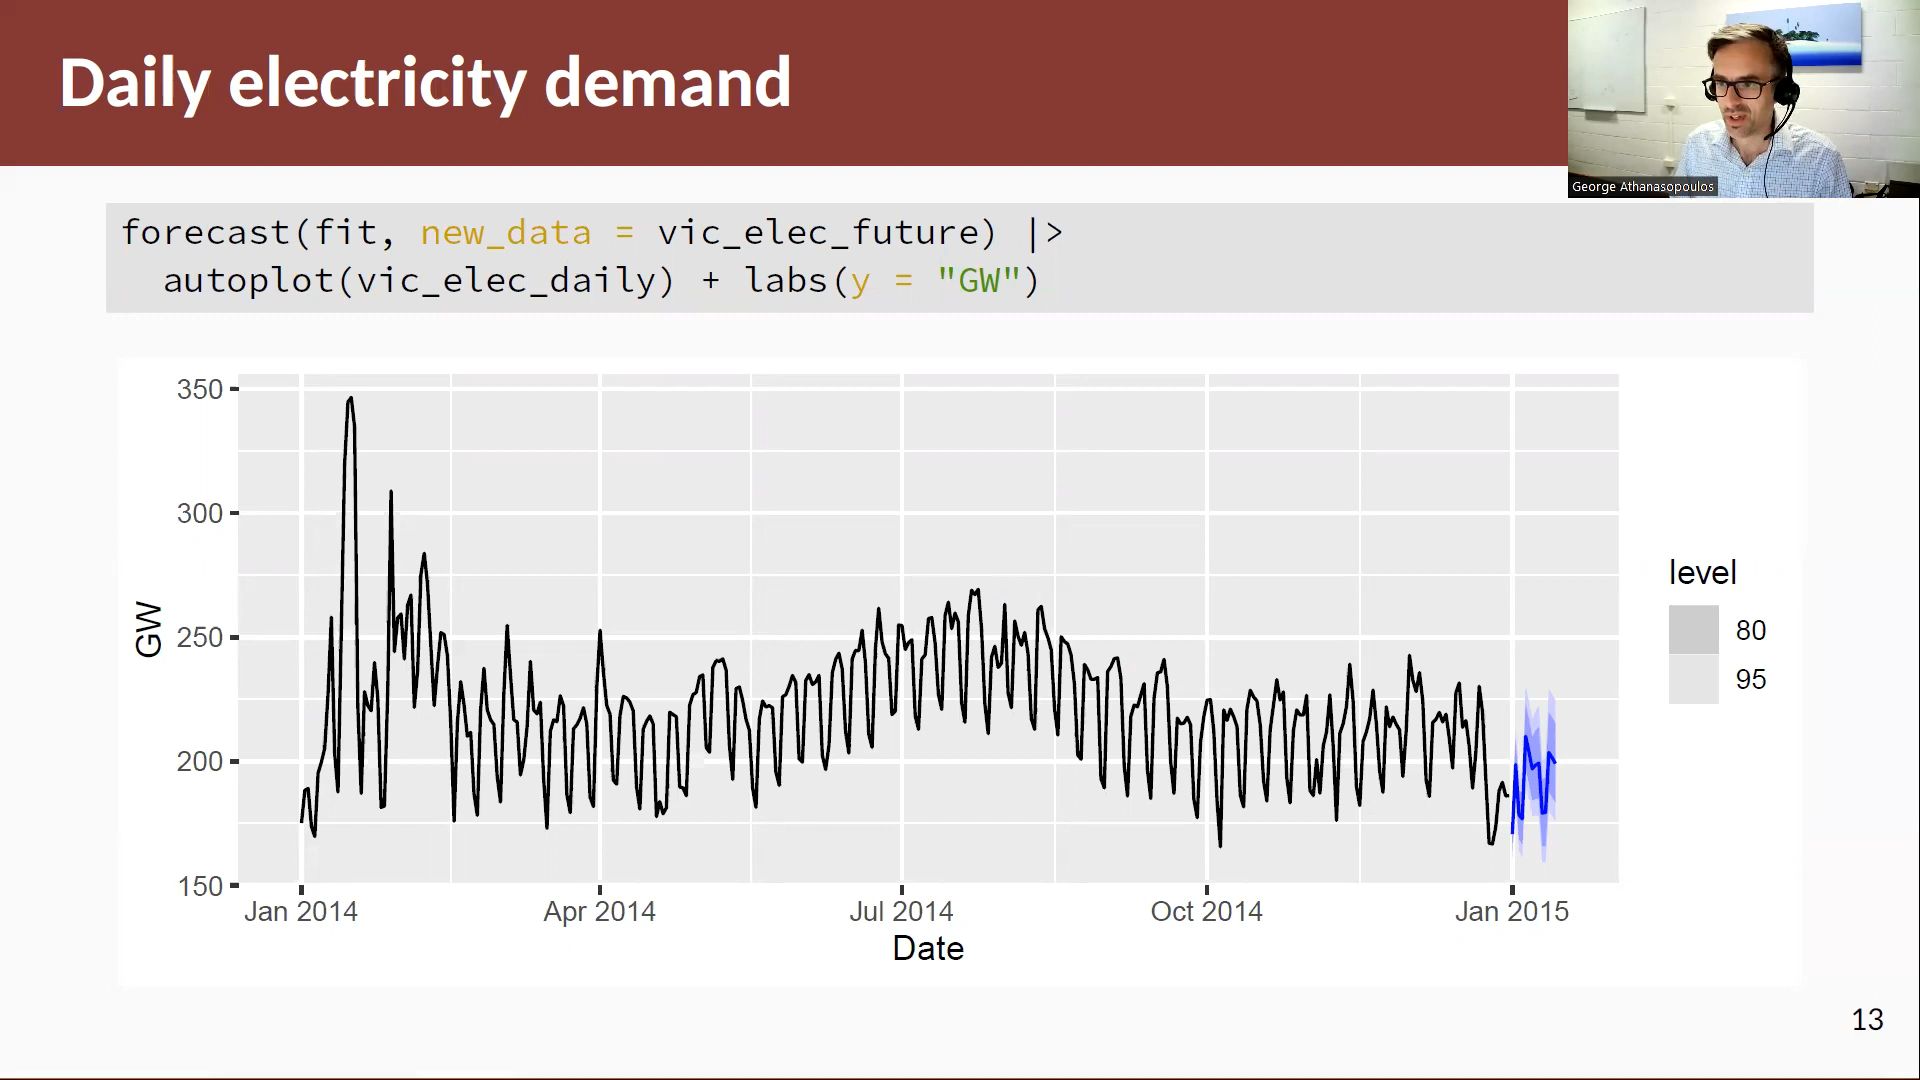 Daily electricity demand
George Athanasopoulos
forecast(fit, new_data = vic_elec_future) |>
autoplot(vic_elec_daily) + labs(y = "GW")
350
300
250
200
150
GW
Jan 2014
Apr 2014
Jul 2014
Oct 2014
Jan 2015
Date
level
80
95
13